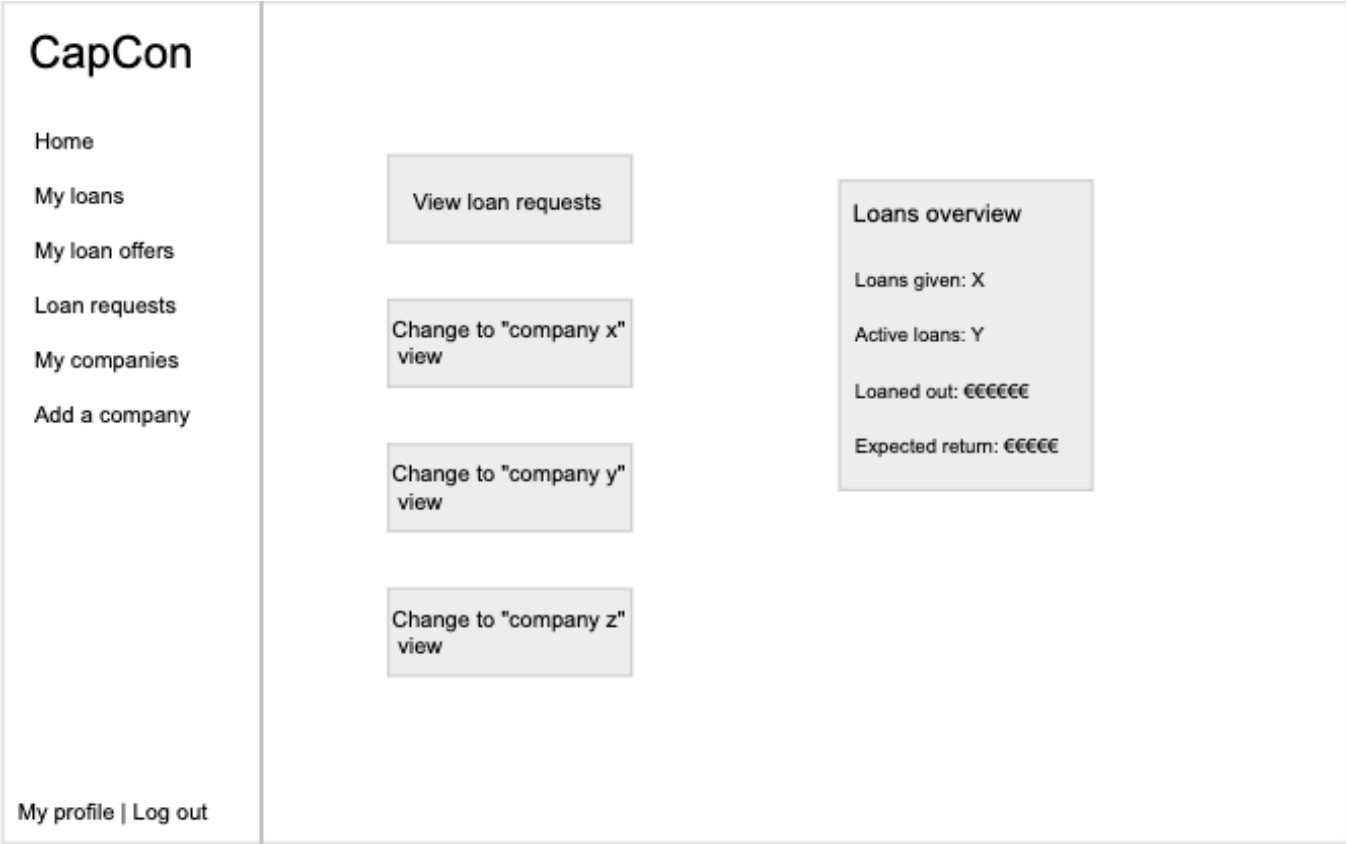 CapCon
Home
My loans
My loan offers
Loan requests
My companies
Add a company
My profile | Log out
View loan requests
Change to "company x"
view
Change to "company y"
view
Change to "company z"
view
Loans overview
Loans given: X
Active loans: Y
Loaned out: €€€€€€
Expected return: €€€€€